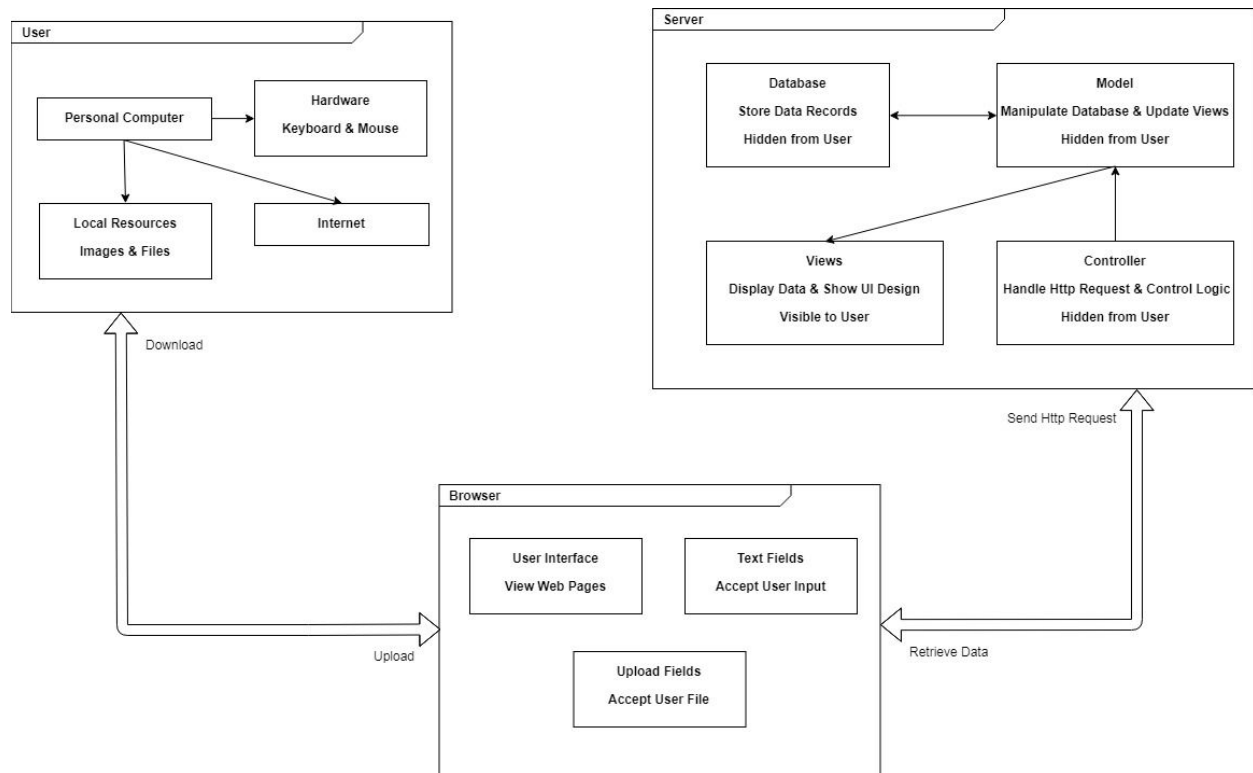 User
Personal Computer
Hardware
Keyboard & Mouse
Local Resources
Images & Files
Internet
Server
Database
Store Data Records
Hidden from User
Model
Manipulate Database & Update Views
Hidden from User
Views
Display Data & Show UI Design
Visible to User
Controller
Handle Http Request & Control Logic
Hidden from User
Download
Send Http Request
Browser
User Interface
View Web Pages
Text Fields
Accept User Input
Upload Fields
Accept User File
Upload
Retrieve Data